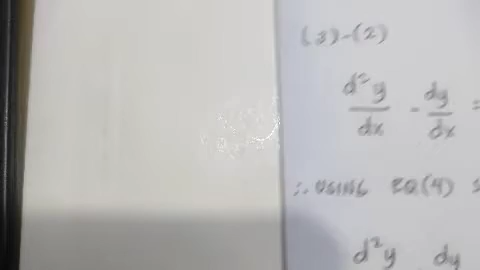 (3)-(2)
d²y/dx - dy/dx =
∴ USING EQ(4)
d²y dy